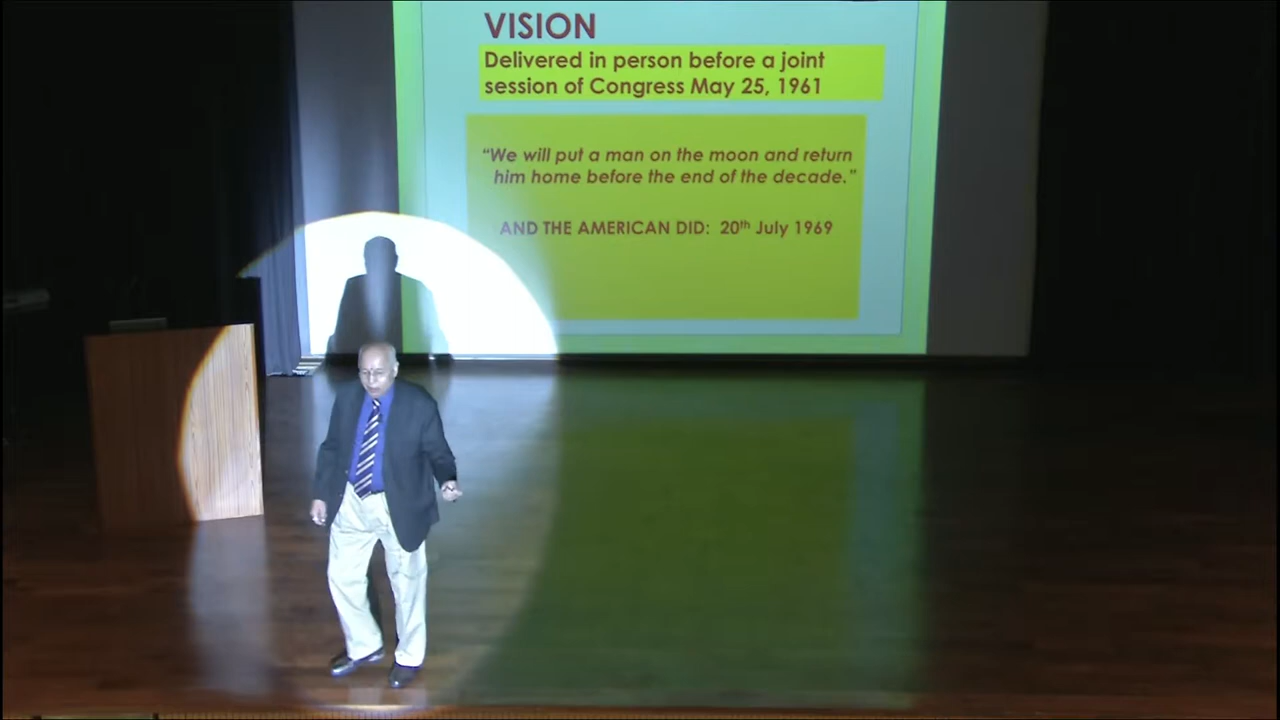 VISION
Delivered in person before a joint
session of Congress May 25, 1961
“We will put a man on the moon and return
him home before the end of the decade.”
AND THE AMERICAN DID: 20th July 1969